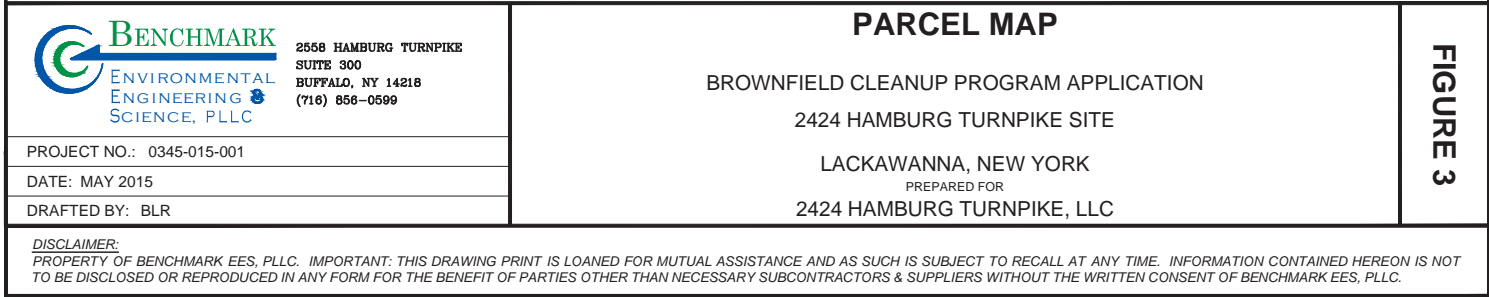 BENCHMARK
ENVIRONMENTAL
ENGINEERING &
SCIENCE, PLLC
2558 HAMBURG TURNPIKE
SUITE 300
BUFFALO, NY 14218
(716) 856-0599
PROJECT NO.: 0345-015-001
DATE: MAY 2015
DRAFTED BY: BLR
PARCEL MAP
BROWNFIELD CLEANUP PROGRAM APPLICATION
2424 HAMBURG TURNPIKE SITE
LACKAWANNA, NEW YORK
PREPARED FOR
2424 HAMBURG TURNPIKE, LLC
FIGURE 3
DISCLAIMER:
PROPERTY OF BENCHMARK EES, PLLC. IMPORTANT: THIS DRAWING PRINT IS LOANED FOR MUTUAL ASSISTANCE AND AS SUCH IS SUBJECT TO RECALL AT ANY TIME. INFORMATION CONTAINED HEREON IS NOT
TO BE DISCLOSED OR REPRODUCED IN ANY FORM FOR THE BENEFIT OF PARTIES OTHER THAN NECESSARY SUBCONTRACTORS & SUPPLIERS WITHOUT THE WRITTEN CONSENT OF BENCHMARK EES, PLLC.